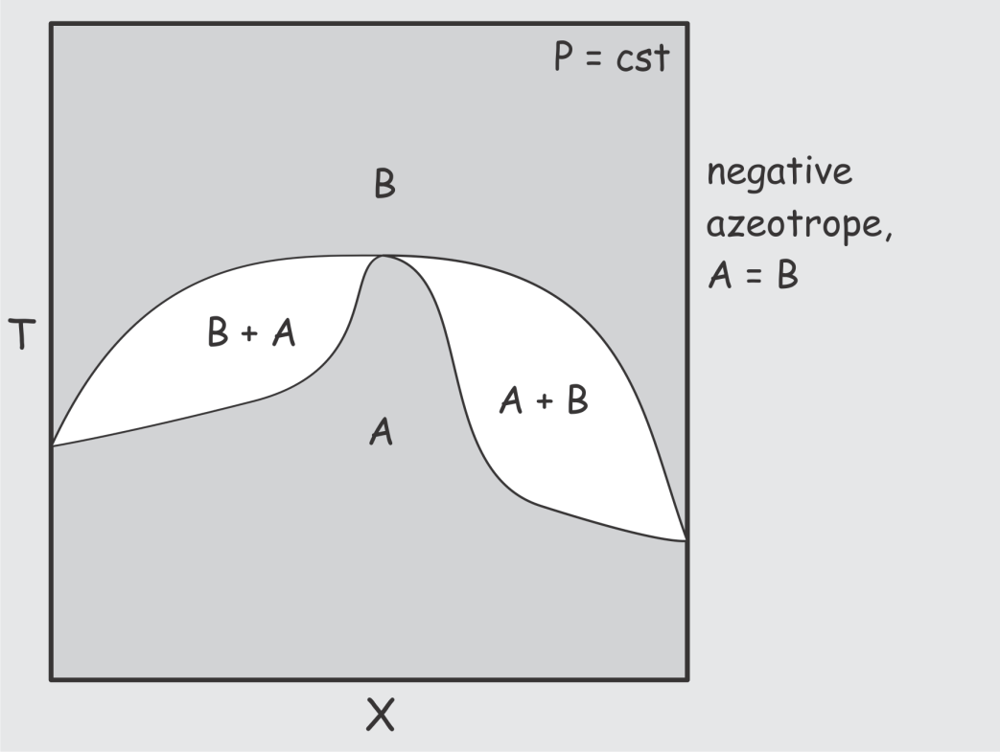 P = cst
B
negative
azeotrope,
A = B
T
B + A
A + B
A
X